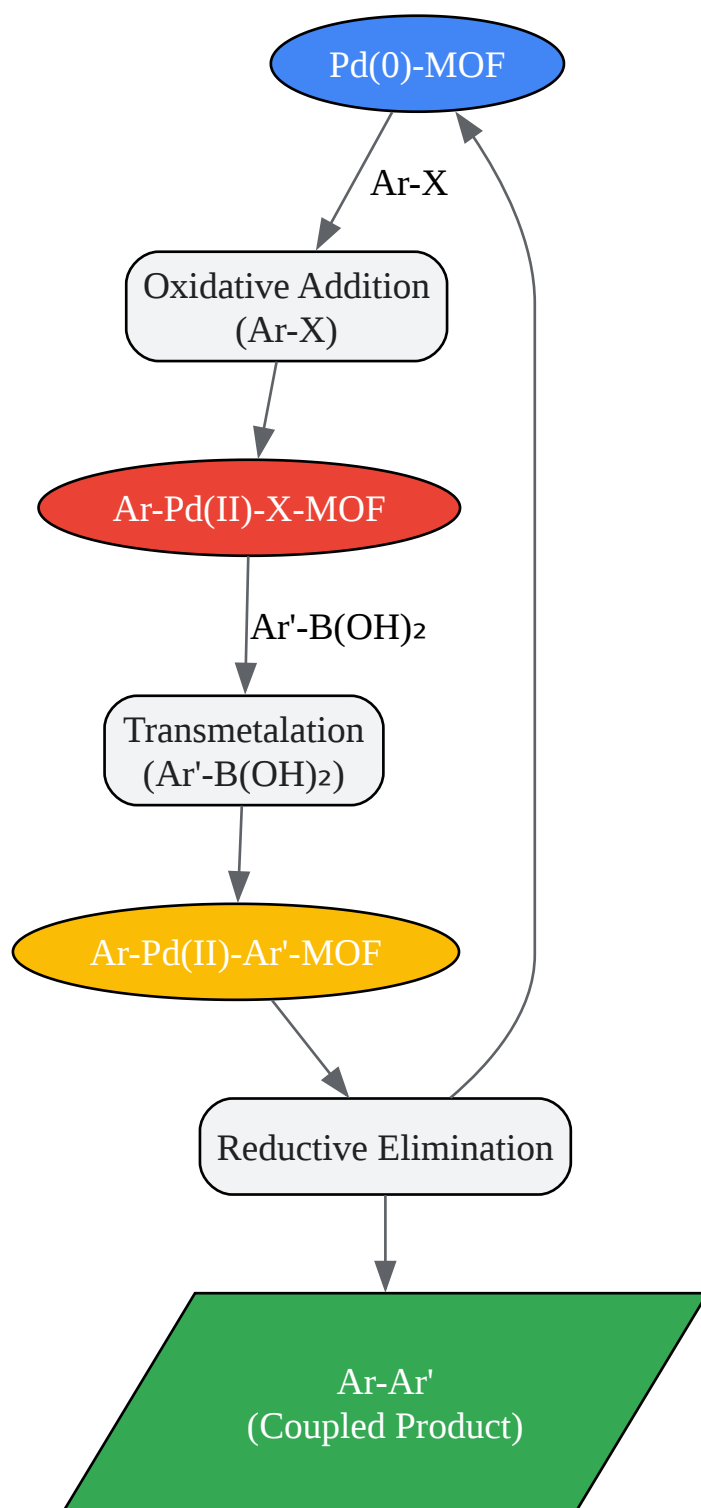 Pd(0)-MOF
Ar-X
Oxidative Addition
(Ar-X)
Ar-Pd(II)-X-MOF
Ar'-B(OH)₂
Transmetalation
(Ar'-B(OH)₂)
Ar-Pd(II)-Ar'-MOF
Reductive Elimination
Ar-Ar'
(Coupled Product)